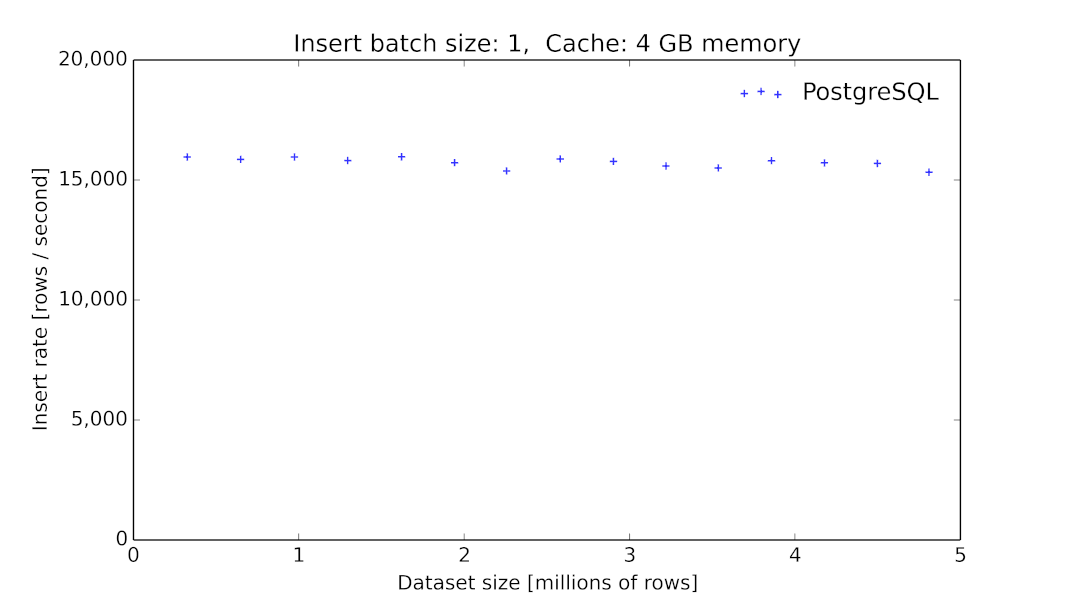 Insert batch size: 1,  Cache: 4 GB memory
PostgreSQL
20,000
15,000
10,000
5,000
0
Insert rate [rows / second]
0 1 2 3 4 5
Dataset size [millions of rows]